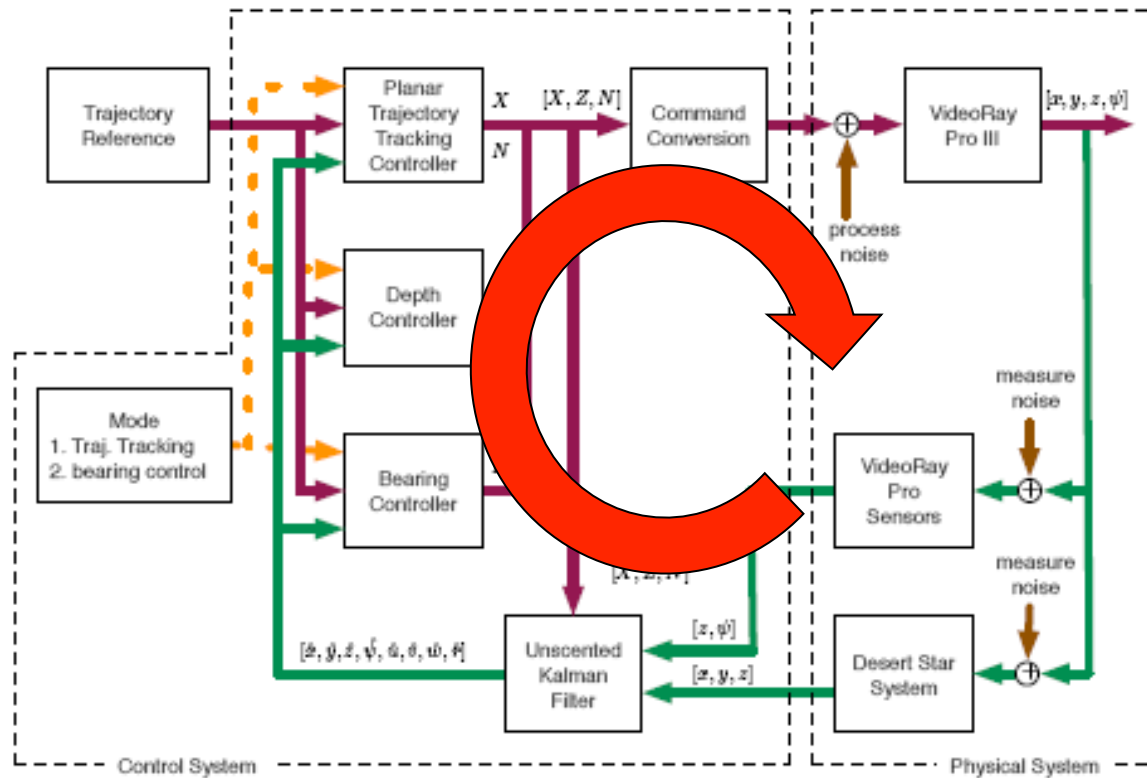 Trajectory
Reference
Planar
Trajectory
Tracking
Controller
X
N
[X, Z, N]
Command
Conversion
process
noise
VideoRay
Pro III
[x, y, z, ψ]
Depth
Controller
Mode
1. Traj. Tracking
2. bearing control
Bearing
Controller
measure
noise
VideoRay
Pro
Sensors
[X, Z, N]
measure
noise
[z, ψ]
[x, y, z]
Unscented
Kalman
Filter
Desert Star
System
[x̂, ŷ, ẑ, ψ̂, û, v̂, ŵ, r̂]
Control System
Physical System